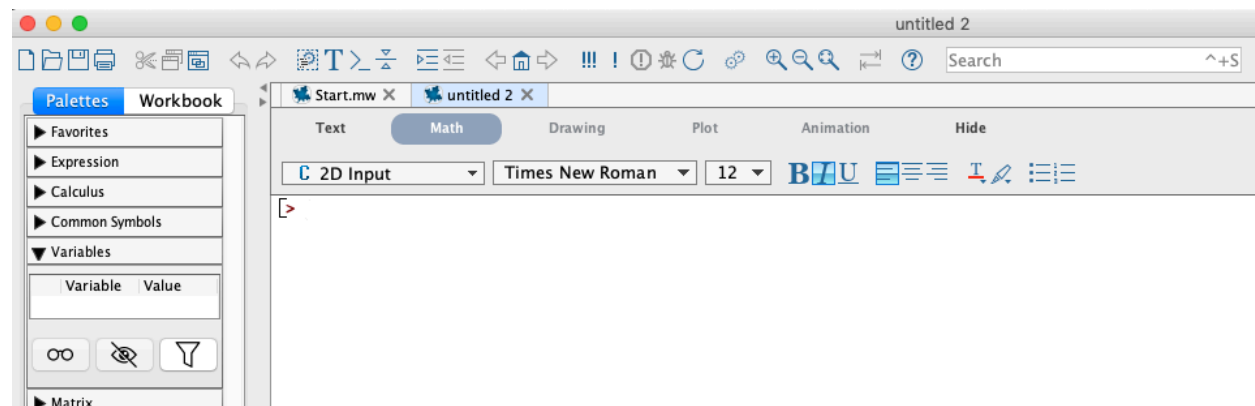 untitled 2
Search ^+S
Palettes Workbook
Start.mw untitled 2
Text Math Drawing Plot Animation Hide
C 2D Input Times New Roman 12 B I U
Favorites
Expression
Calculus
Common Symbols
Variables
Variable Value
Matrix
[>